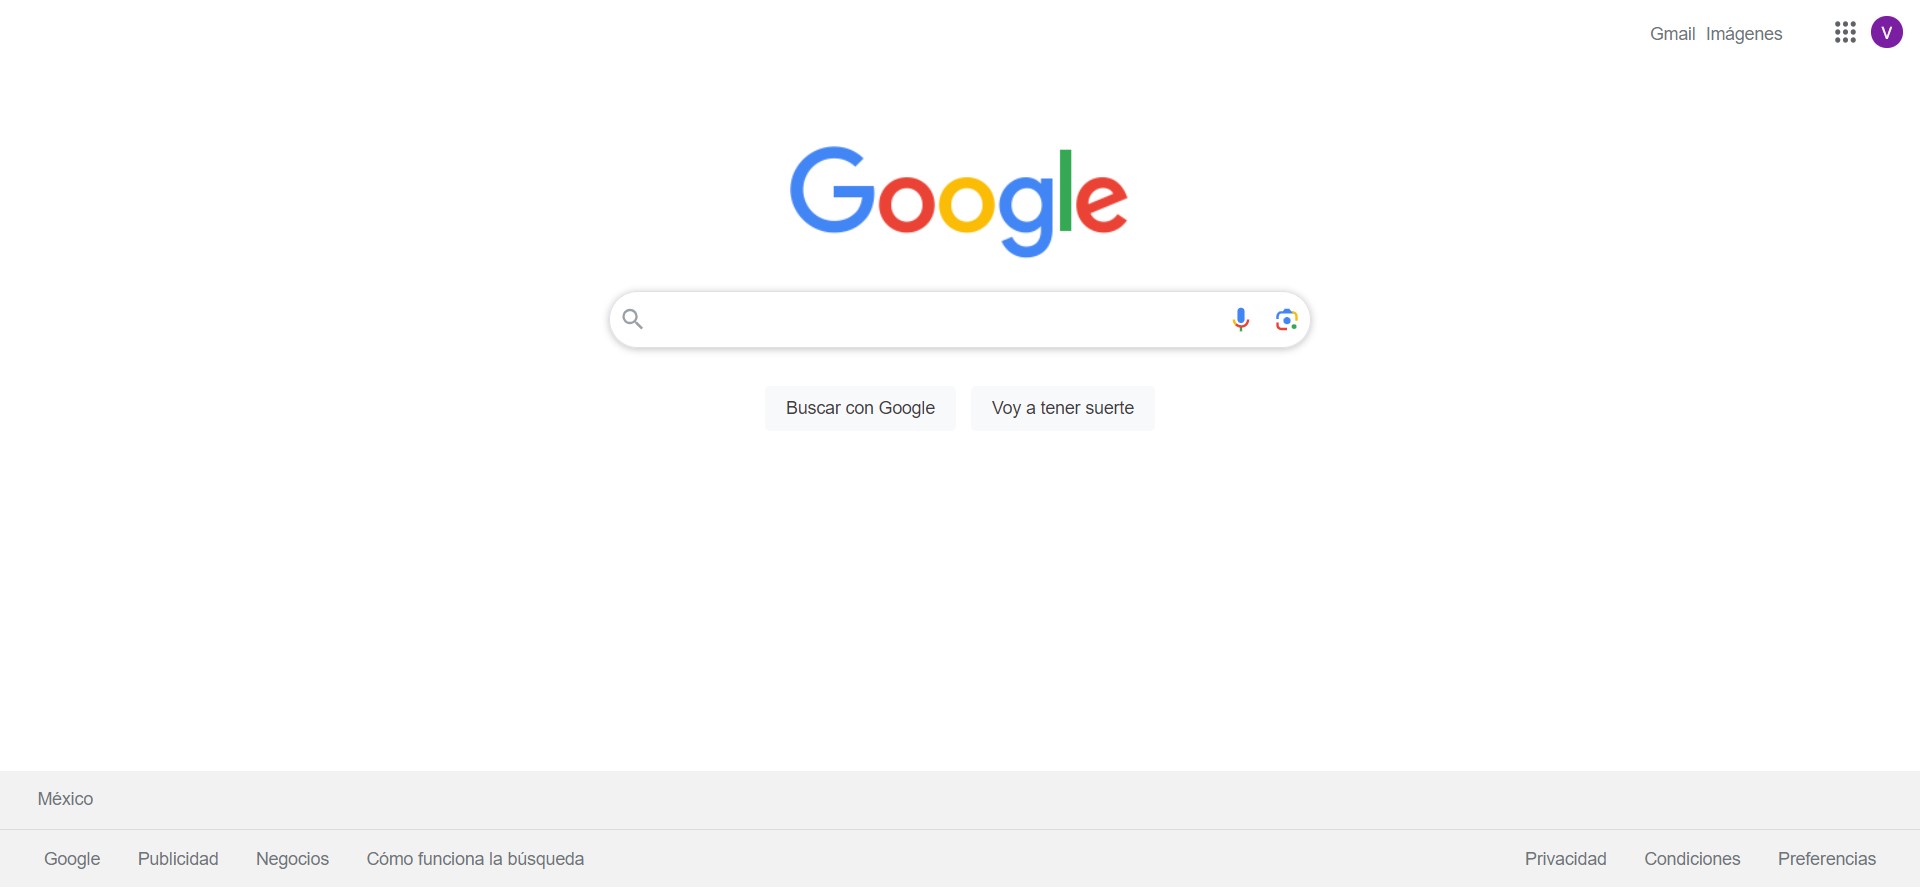 Gmail Imágenes
V
Google
Buscar con Google
Voy a tener suerte
México
Google Publicidad Negocios Cómo funciona la búsqueda Privacidad Condiciones Preferencias